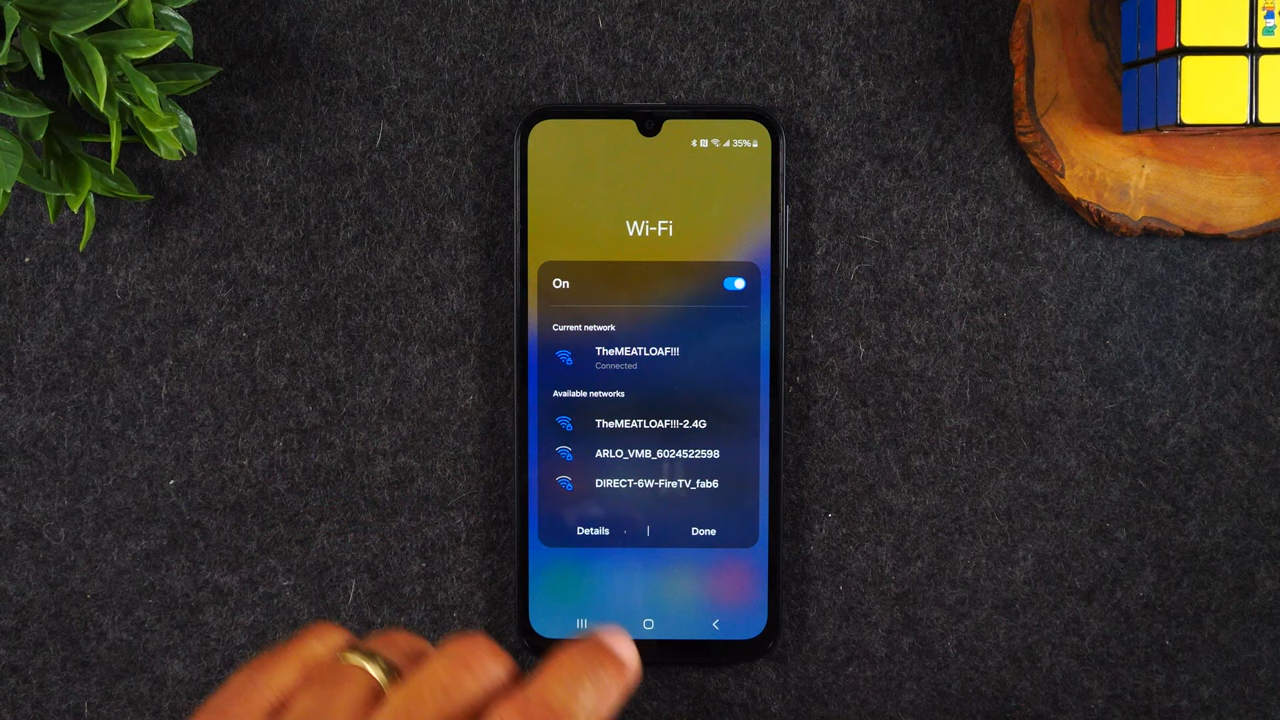 35%
Wi-Fi
On
Current network
TheMEATLOAF!!!
Connected
Available networks
TheMEATLOAF!!!-2.4G
ARLO_VMB_6024522598
DIRECT-6W-FireTV_fab6
Details | Done